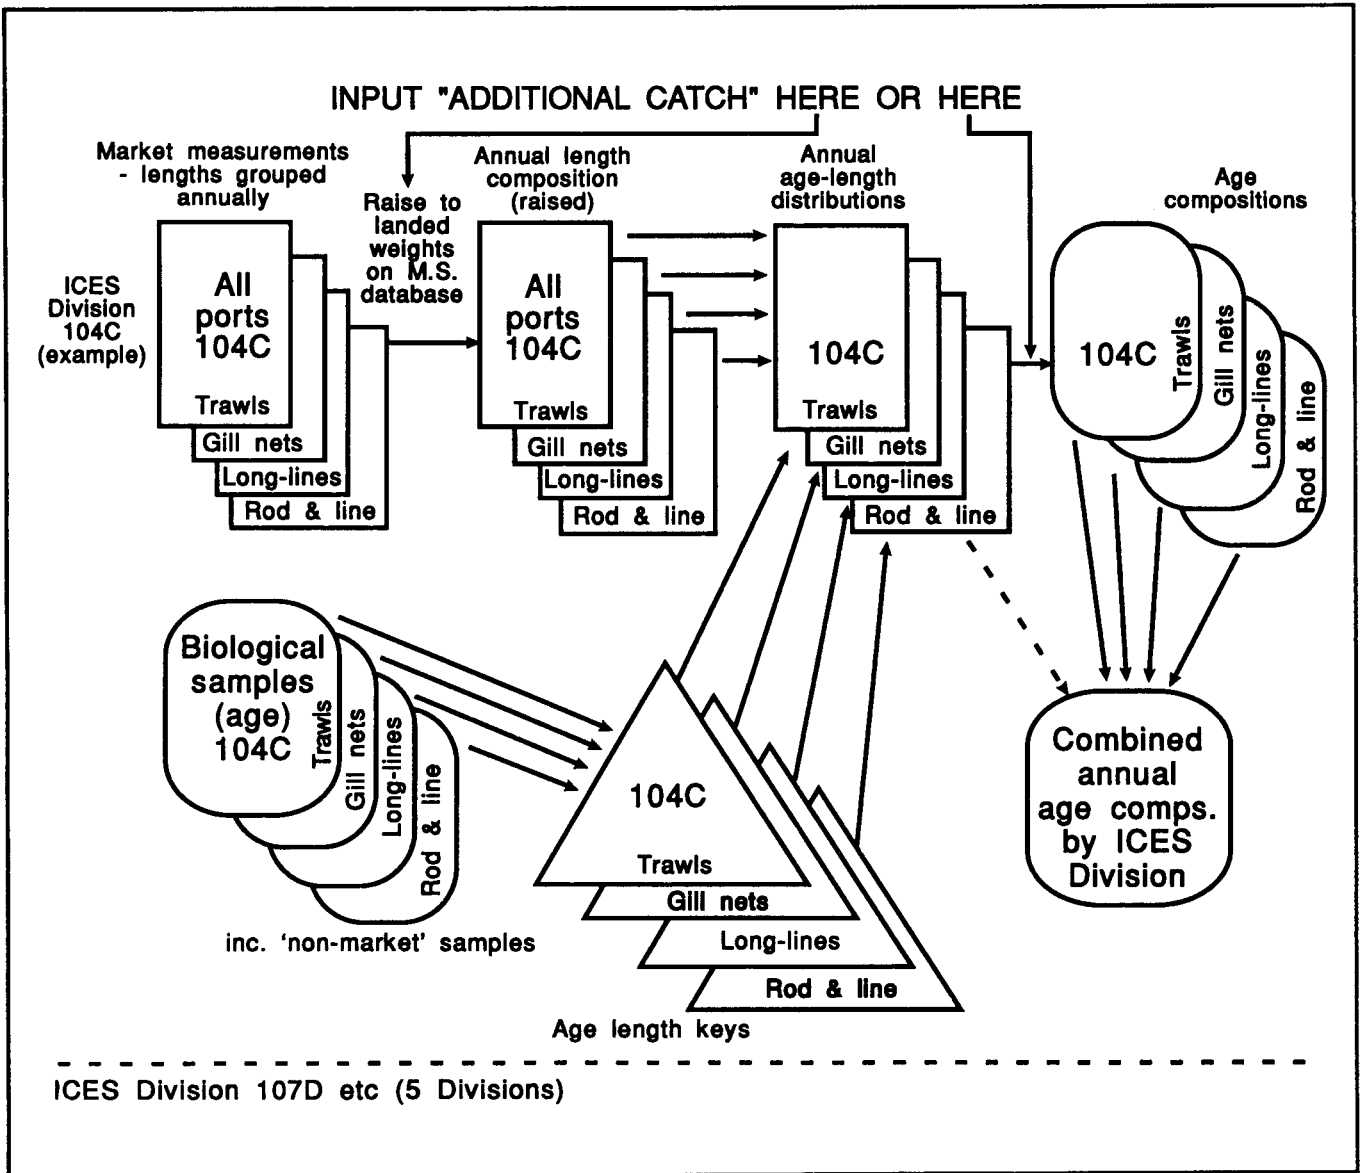 INPUT "ADDITIONAL CATCH" HERE OR HERE
Market measurements
- lengths grouped
annually
Raise to
landed
weights
on M.S.
database
Annual length
composition
(raised)
Annual
age-length
distributions
Age
compositions
ICES
Division
104C
(example)
All
ports
104C
Trawls
Gill nets
Long-lines
Rod & line
All
ports
104C
Trawls
Gill nets
Long-lines
Rod & line
104C
Trawls
Gill nets
Long-lines
Rod & line
104C
Trawls
Gill nets
Long-lines
Rod & line
Biological
samples
(age)
104C
Trawls
Gill nets
Long-lines
Rod & line
inc. 'non-market' samples
104C
Trawls
Gill nets
Long-lines
Rod & line
Age length keys
Combined
annual
age comps.
by ICES
Division
ICES Division 107D etc (5 Divisions)